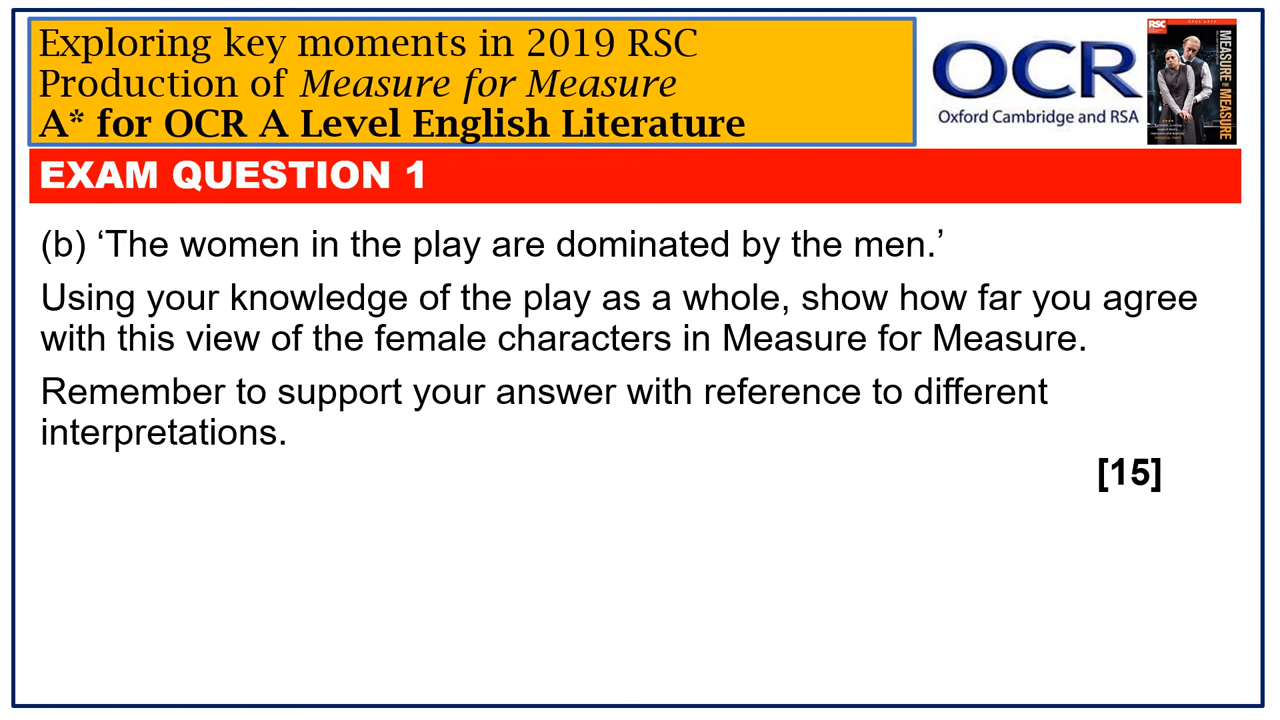 Exploring key moments in 2019 RSC
Production of Measure for Measure
A* for OCR A Level English Literature
OCR
Oxford Cambridge and RSA
RSC
OPUS ARTE
MEASURE FOR MEASURE
EXAM QUESTION 1
(b) ‘The women in the play are dominated by the men.’
Using your knowledge of the play as a whole, show how far you agree
with this view of the female characters in Measure for Measure.
Remember to support your answer with reference to different
interpretations.
[15]